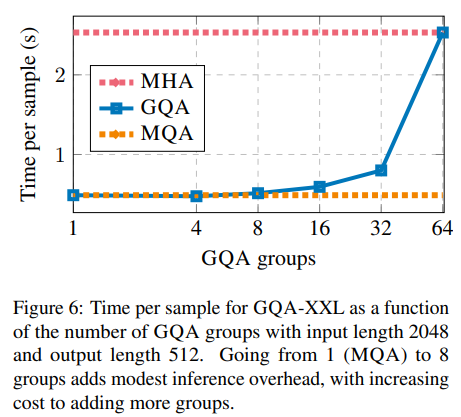 Time per sample (s)
2
1
MHA
GQA
MQA
1 4 8 16 32 64
GQA groups
Figure 6: Time per sample for GQA-XXL as a function
of the number of GQA groups with input length 2048
and output length 512. Going from 1 (MQA) to 8
groups adds modest inference overhead, with increasing
cost to adding more groups.